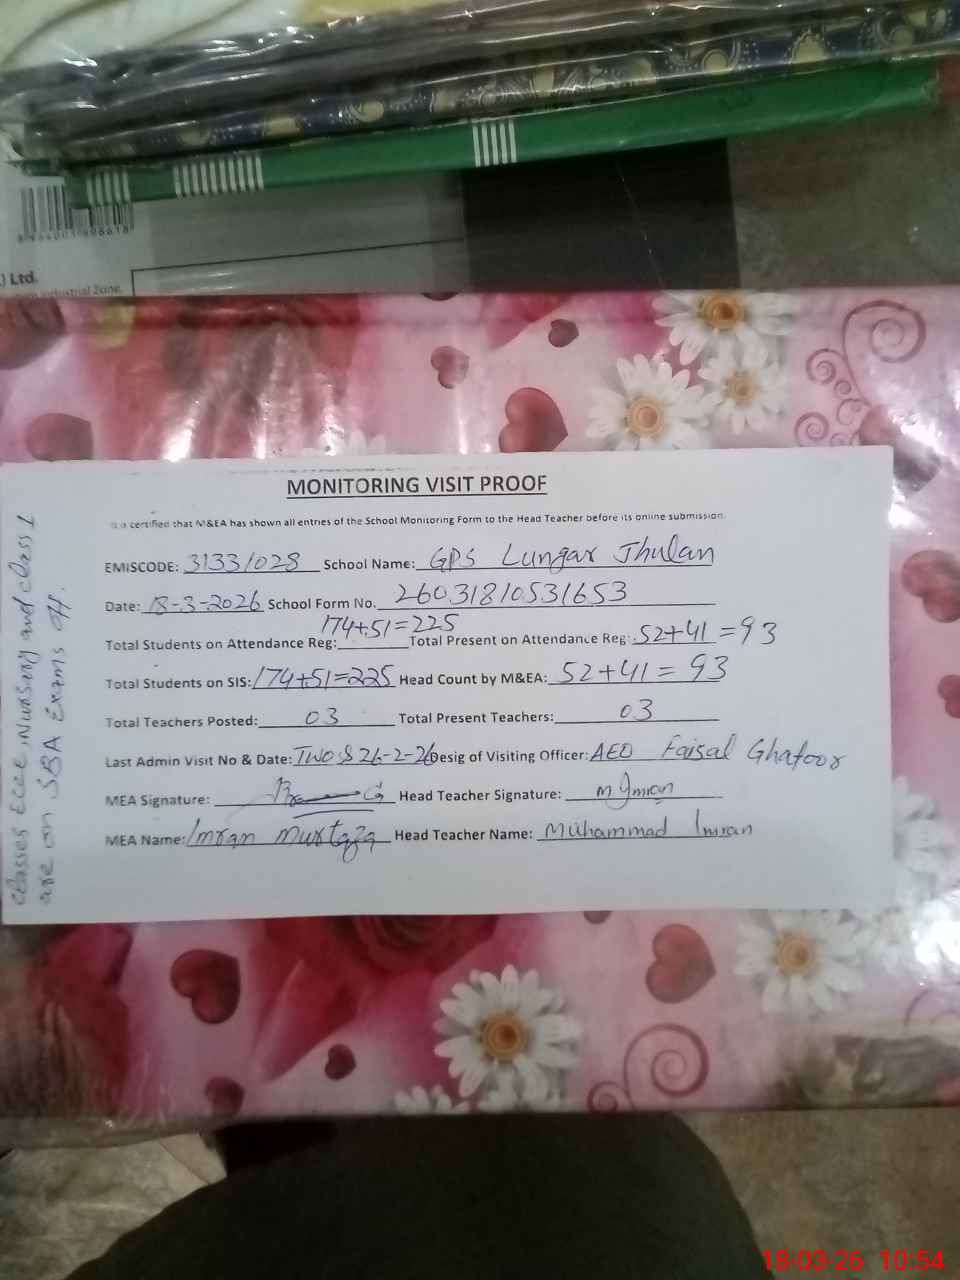 ) Ltd.
MONITORING VISIT PROOF
It is certified that M&EA has shown all entries of the School Monitoring Form to the Head Teacher before its online submission.
EMISCODE: 31331028 School Name: GPS Lungar Jhulan
Date: 18-3-2026 School Form No. 26031810531653
Total Students on Attendance Reg: 174+51=225 Total Present on Attendance Reg: 52+41=93
Total Students on SIS: 174+51=225 Head Count by M&EA: 52+41=93
Total Teachers Posted: 03 Total Present Teachers: 03
Last Admin Visit No & Date: Two & 26-2-26 Desig of Visiting Officer: AEO Faisal Ghafoor
MEA Signature: Head Teacher Signature: M Imran
MEA Name: Imran Murtaza Head Teacher Name: Muhammad Imran
classes Ece, Nursary and class 1
are on SBA Exams off.
18-03-26 10:54